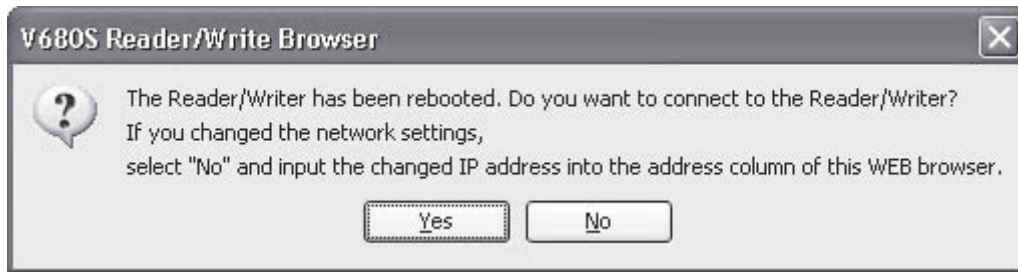 V680S Reader/Write Browser
The Reader/Writer has been rebooted. Do you want to connect to the Reader/Writer?
If you changed the network settings,
select "No" and input the changed IP address into the address column of this WEB browser.
Yes
No